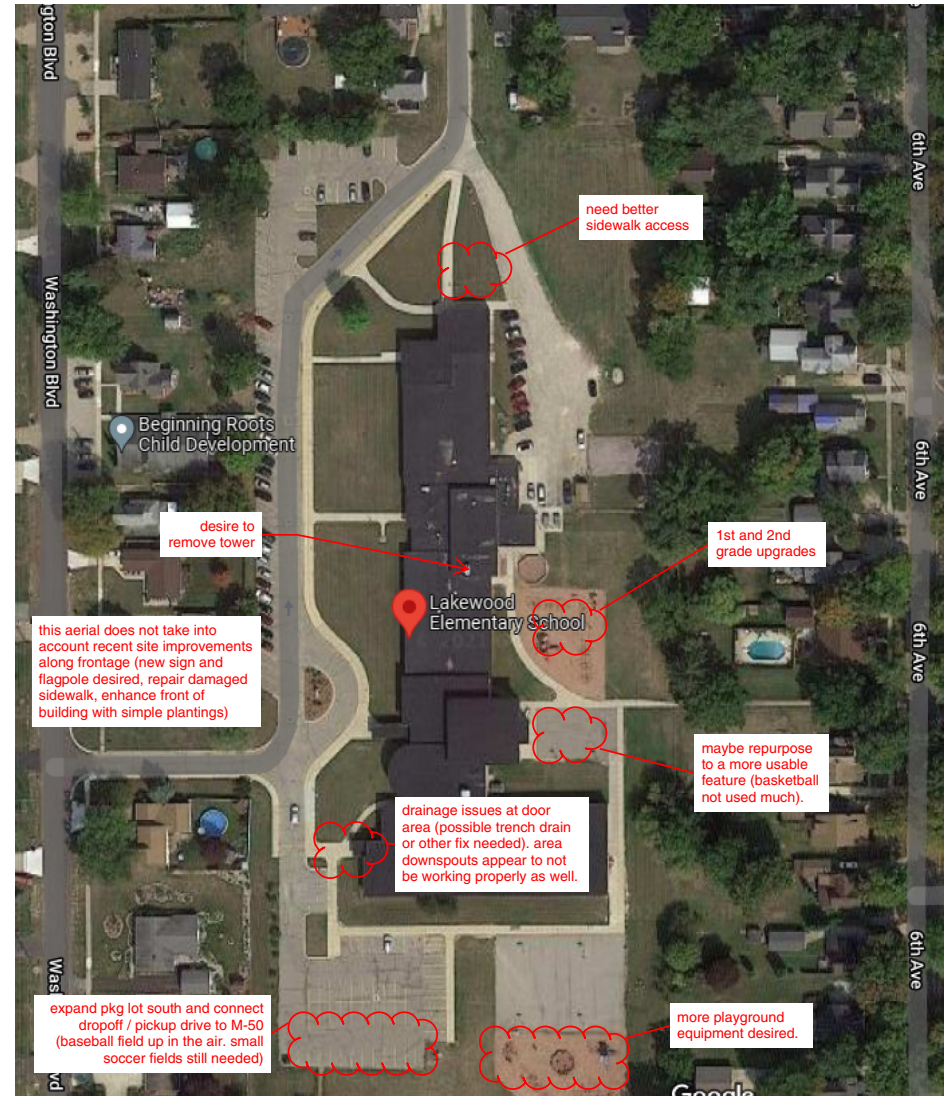 gton Blvd
6th Ave
need better
sidewalk access
Washington Blvd
Beginning Roots
Child Development
6th Ave
desire to
remove tower
1st and 2nd
grade upgrades
Lakewood
Elementary School
this aerial does not take into
account recent site improvements
along frontage (new sign and
flagpole desired, repair damaged
sidewalk, enhance front of
building with simple plantings)
6th Ave
maybe repurpose
to a more usable
feature (basketball
not used much).
drainage issues at door
area (possible trench drain
or other fix needed). area
downspouts appear to not
be working properly as well.
6th Ave
Was
vd
expand pkg lot south and connect
dropoff / pickup drive to M-50
(baseball field up in the air. small
soccer fields still needed)
more playground
equipment desired.
Google